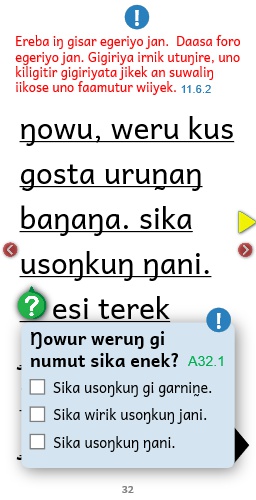 Ereba iŋ gisar egeriyo jan. Daasa foro
egeriyo jan. Gigiriya irnik utuŋire, uno
kiligitir gigiriyata jikek an suwaliŋ
iikose uno faamutur wiiyek. 11.6.2
ŋowu, weru kus
gosta uruṉaŋ
baŋaŋa. sika
usoŋkuŋ ŋani.
? esi terek
Ŋowur weruŋ gi
numut sika enek? A32.1
Sika usoŋkuŋ gi garniṉe.
Sika wirik usoŋkuŋ jani.
Sika usoŋkuŋ ŋani.
32